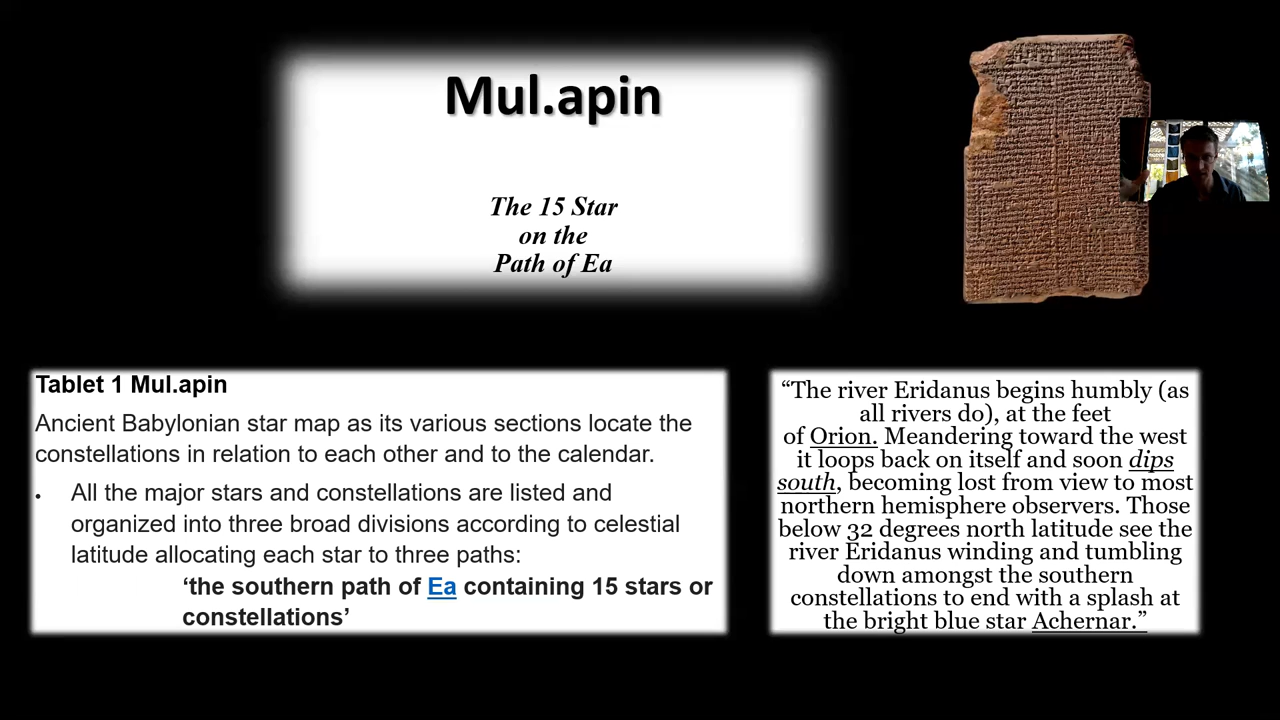 Mul.apin
The 15 Star
on the
Path of Ea
Tablet 1 Mul.apin
Ancient Babylonian star map as its various sections locate the
constellations in relation to each other and to the calendar.
• All the major stars and constellations are listed and
organized into three broad divisions according to celestial
latitude allocating each star to three paths:
‘the southern path of Ea containing 15 stars or
constellations’
“The river Eridanus begins humbly (as
all rivers do), at the feet
of Orion. Meandering toward the west
it loops back on itself and soon dips
south, becoming lost from view to most
northern hemisphere observers. Those
below 32 degrees north latitude see the
river Eridanus winding and tumbling
down amongst the southern
constellations to end with a splash at
the bright blue star Achernar.”